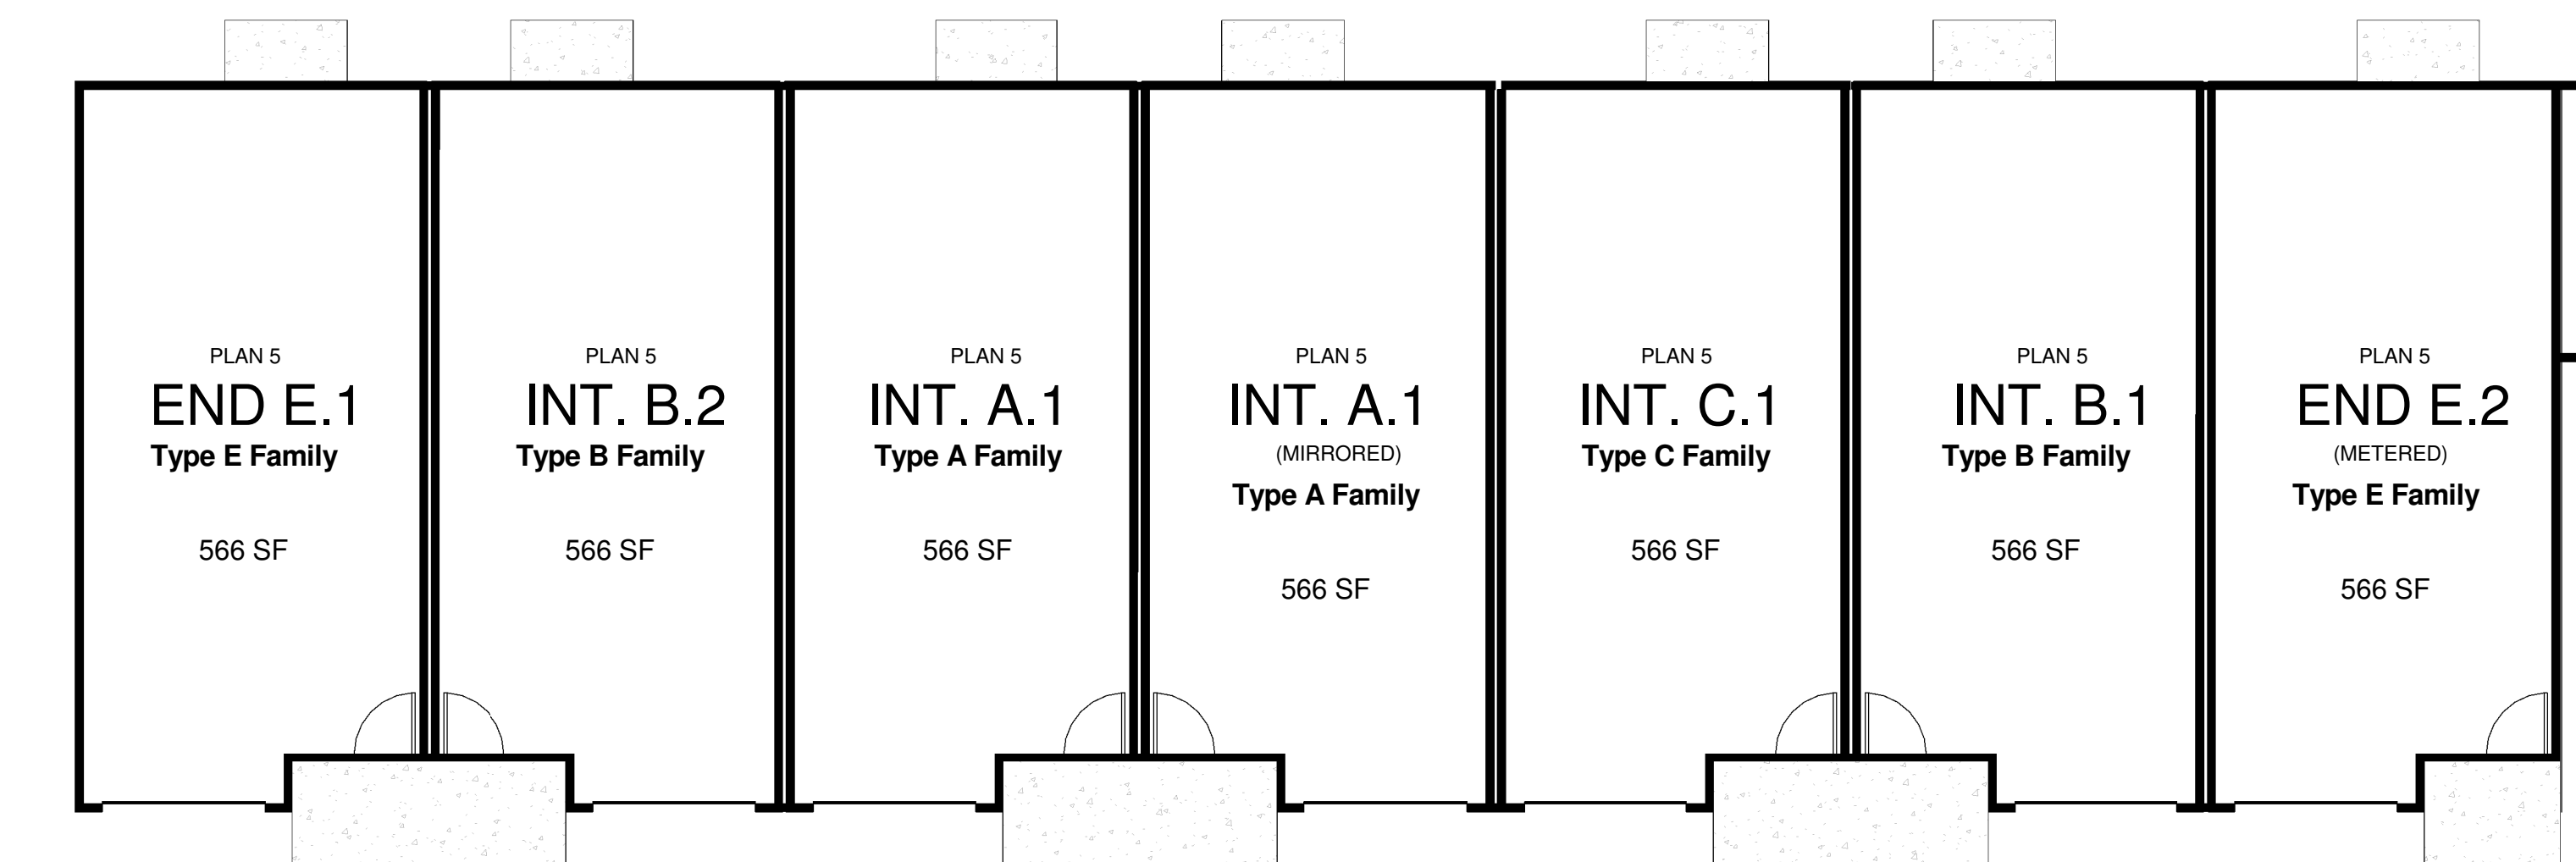 PLAN 5
END E.1
Type E Family
566 SF
PLAN 5
INT. B.2
Type B Family
566 SF
PLAN 5
INT. A.1
Type A Family
566 SF
PLAN 5
INT. A.1
(MIRRORED)
Type A Family
566 SF
PLAN 5
INT. C.1
Type C Family
566 SF
PLAN 5
INT. B.1
Type B Family
566 SF
PLAN 5
END E.2
(METERED)
Type E Family
566 SF